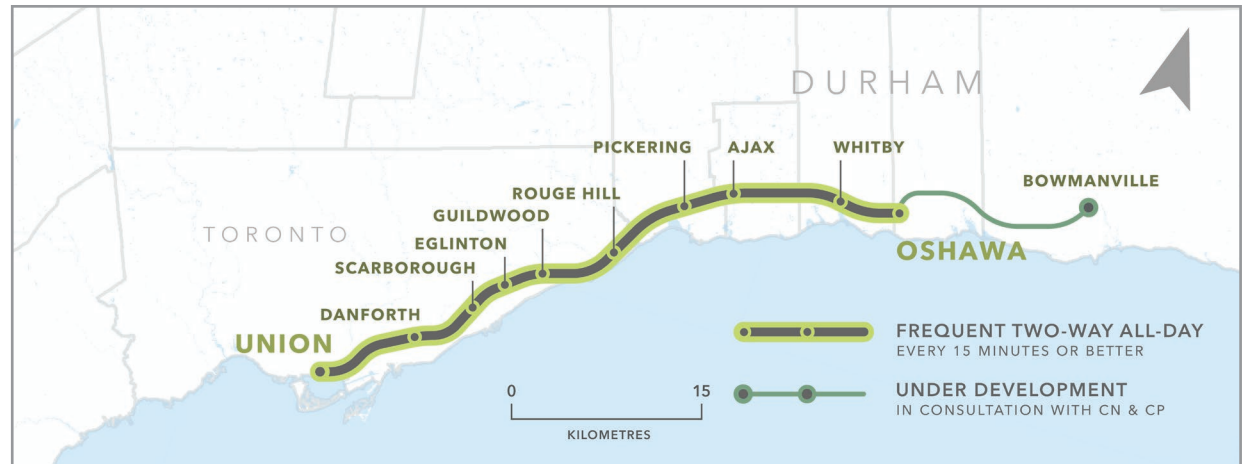 DURHAM
PICKERING
AJAX
WHITBY
BOWMANVILLE
ROUGE HILL
GUILDWOOD
TORONTO
EGLINTON
OSHAWA
SCARBOROUGH
DANFORTH
UNION
FREQUENT TWO-WAY ALL-DAY
EVERY 15 MINUTES OR BETTER
UNDER DEVELOPMENT
IN CONSULTATION WITH CN & CP
0 15
KILOMETRES